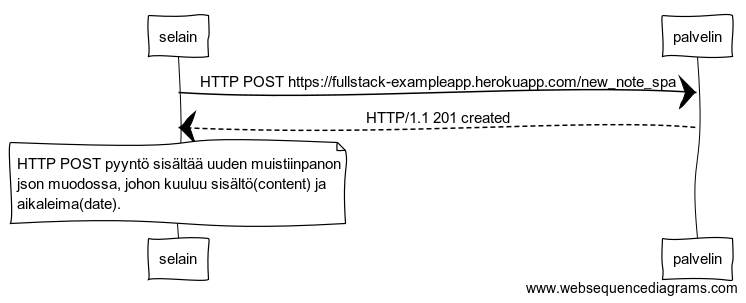 selain
palvelin
HTTP POST https://fullstack-exampleapp.herokuapp.com/new_note_spa
HTTP/1.1 201 created
HTTP POST pyyntö sisältää uuden muistiinpanon
json muodossa, johon kuuluu sisältö(content) ja
aikaleima(date).
selain
palvelin
www.websequencediagrams.com